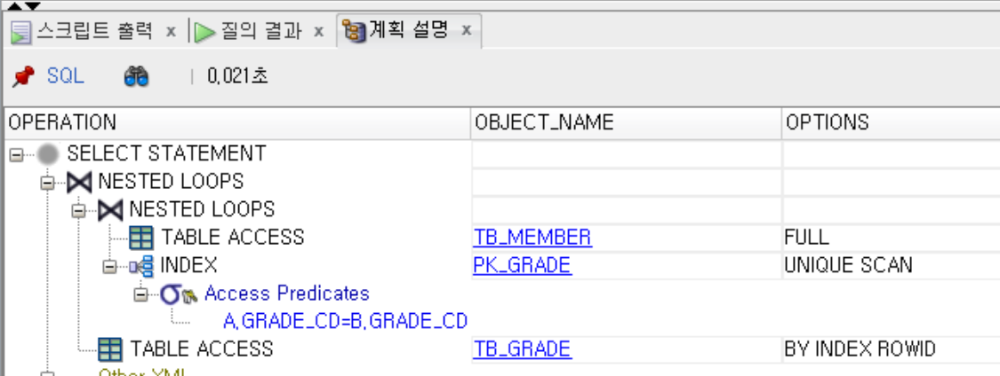 스크립트 출력 x 질의 결과 x 계획 설명 x
SQL 0,021초
OPERATION OBJECT_NAME OPTIONS
SELECT STATEMENT
NESTED LOOPS
NESTED LOOPS
TABLE ACCESS TB_MEMBER FULL
INDEX PK_GRADE UNIQUE SCAN
Access Predicates
A,GRADE_CD=B,GRADE_CD
TABLE ACCESS TB_GRADE BY INDEX ROWID
Other XML